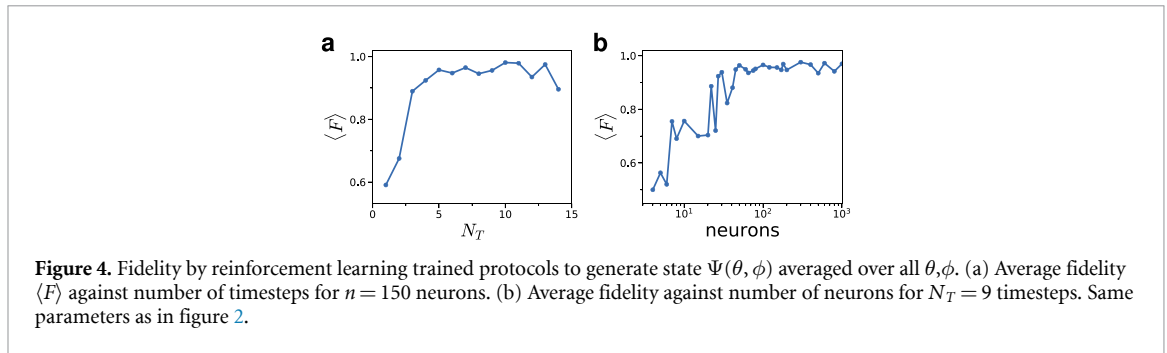 a
b
1.0
0.8
0.6
⟨F⟩
0
5
10
15
N_T
1.0
0.8
0.6
⟨F⟩
10¹
10²
10³
neurons
Figure 4. Fidelity by reinforcement learning trained protocols to generate state Ψ(θ, ϕ) averaged over all θ,ϕ. (a) Average fidelity
⟨F⟩ against number of timesteps for n = 150 neurons. (b) Average fidelity against number of neurons for N_T = 9 timesteps. Same
parameters as in figure 2.